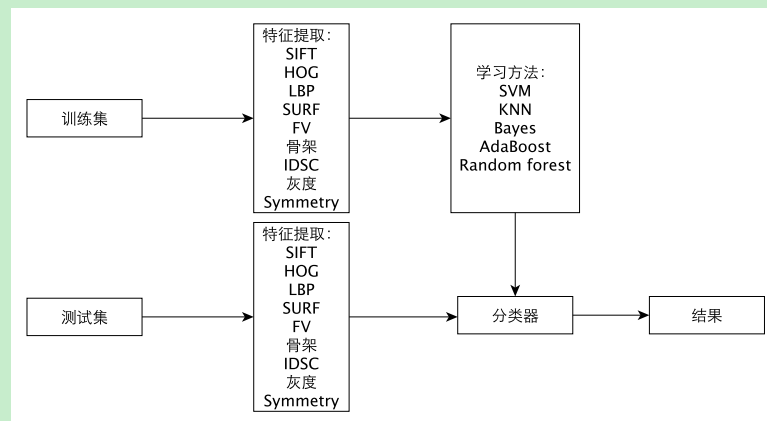 训练集
特征提取：
SIFT
HOG
LBP
SURF
FV
骨架
IDSC
灰度
Symmetry
学习方法：
SVM
KNN
Bayes
AdaBoost
Random forest
测试集
特征提取：
SIFT
HOG
LBP
SURF
FV
骨架
IDSC
灰度
Symmetry
分类器
结果